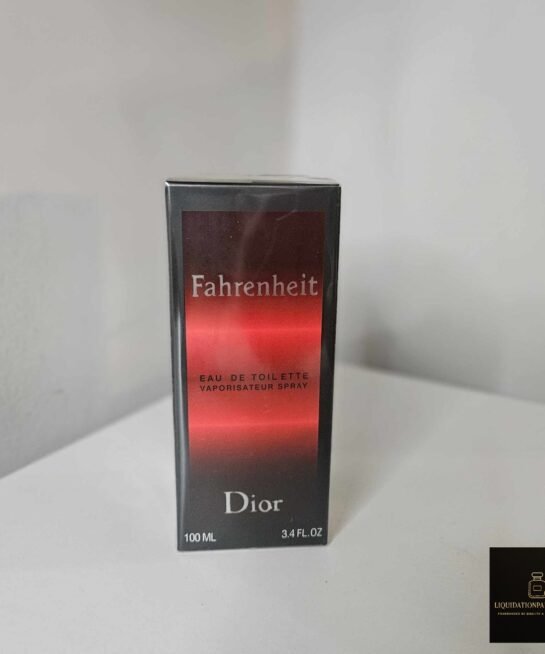 Fahrenheit
EAU DE TOILETTE
VAPORISATEUR SPRAY
Dior
100 ML
3.4 FL.OZ
LIQUIDATIONPA